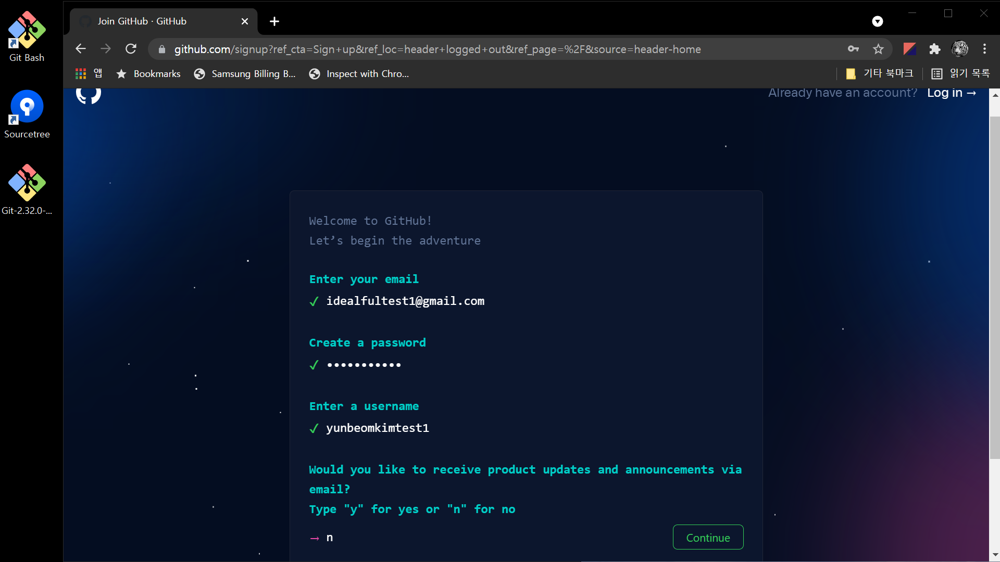 Git Bash
Sourcetree
Git-2.32.0-...
Join GitHub · GitHub
github.com/signup?ref_cta=Sign+up&ref_loc=header+logged+out&ref_page=%2F&source=header-home
앱
Bookmarks
Samsung Billing B...
Inspect with Chro...
기타 북마크
읽기 목록
Already have an account? Log in →
Welcome to GitHub!
Let’s begin the adventure
Enter your email
✓ idealfultest1@gmail.com
Create a password
✓ •••••••••••
Enter a username
✓ yunbeomkimtest1
Would you like to receive product updates and announcements via
email?
Type "y" for yes or "n" for no
→ n
Continue